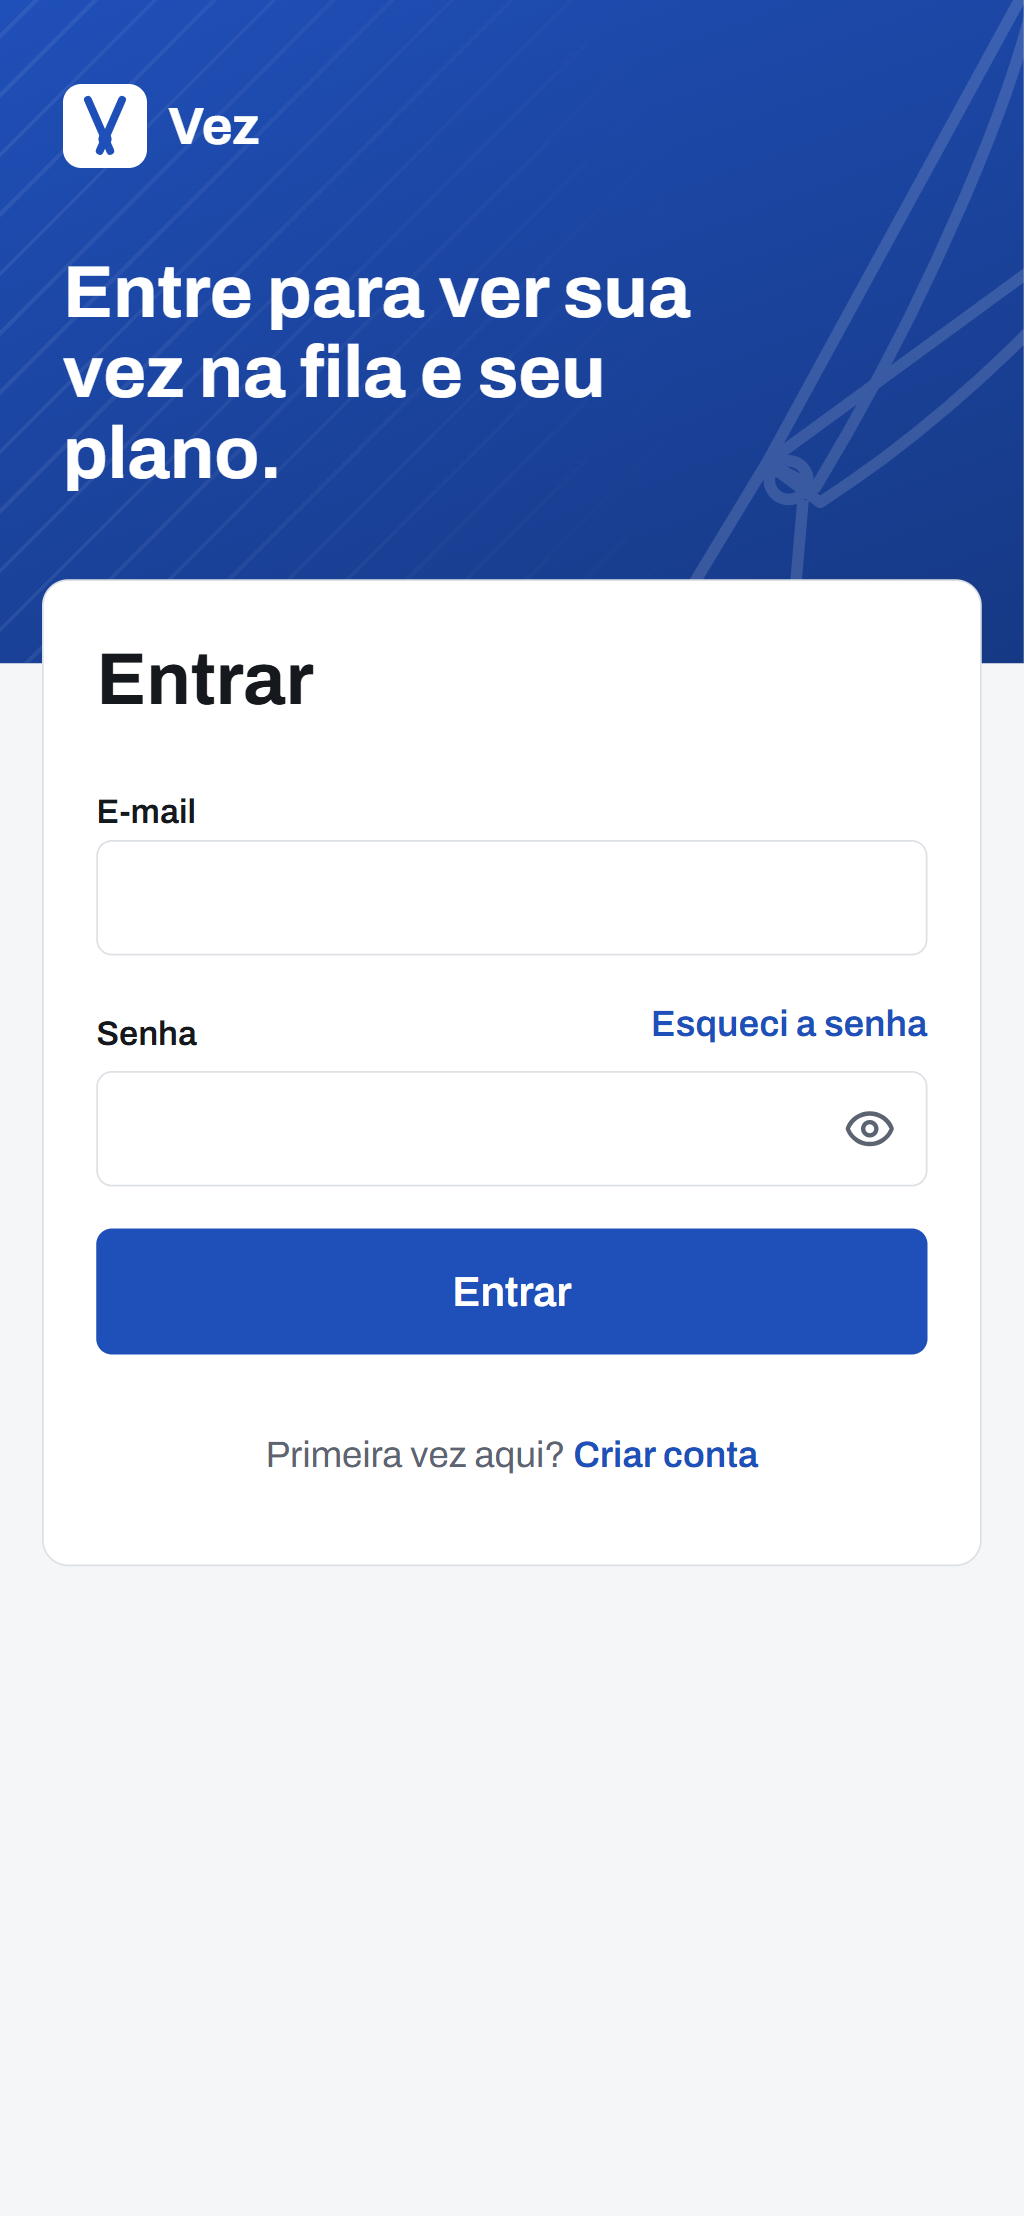 Vez
Entre para ver sua
vez na fila e seu
plano.
Entrar
E-mail
Senha
Esqueci a senha
Entrar
Primeira vez aqui? Criar conta